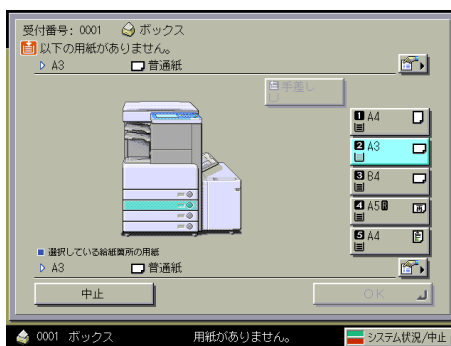 受付番号: 0001 ボックス
以下の用紙がありません。
A3 普通紙
手差し
1 A4
2 A3
3 B4
4 A5R
5 A4
選択している給紙箇所の用紙
A3 普通紙
中止
OK
0001 ボックス 用紙がありません。 システム状況/中止